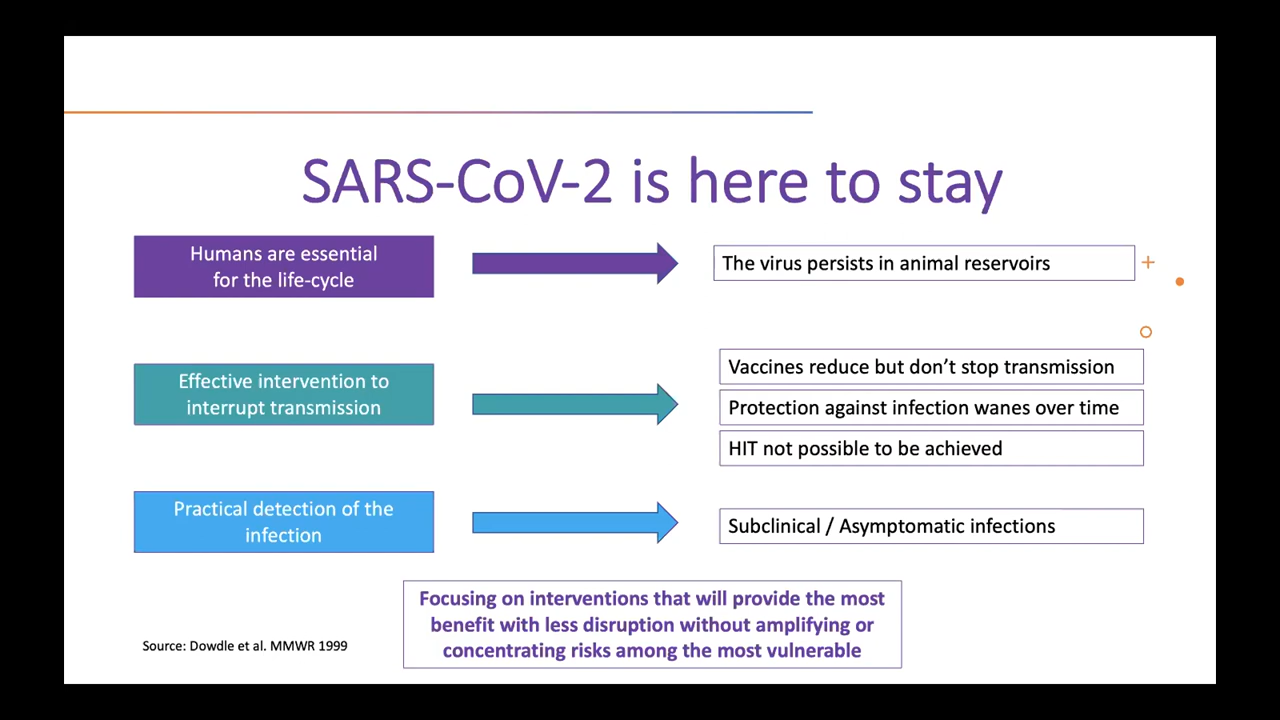 SARS-CoV-2 is here to stay
Humans are essential
for the life-cycle
The virus persists in animal reservoirs
Effective intervention to
interrupt transmission
Vaccines reduce but don’t stop transmission
Protection against infection wanes over time
HIT not possible to be achieved
Practical detection of the
infection
Subclinical / Asymptomatic infections
Focusing on interventions that will provide the most
benefit with less disruption without amplifying or
concentrating risks among the most vulnerable
Source: Dowdle et al. MMWR 1999